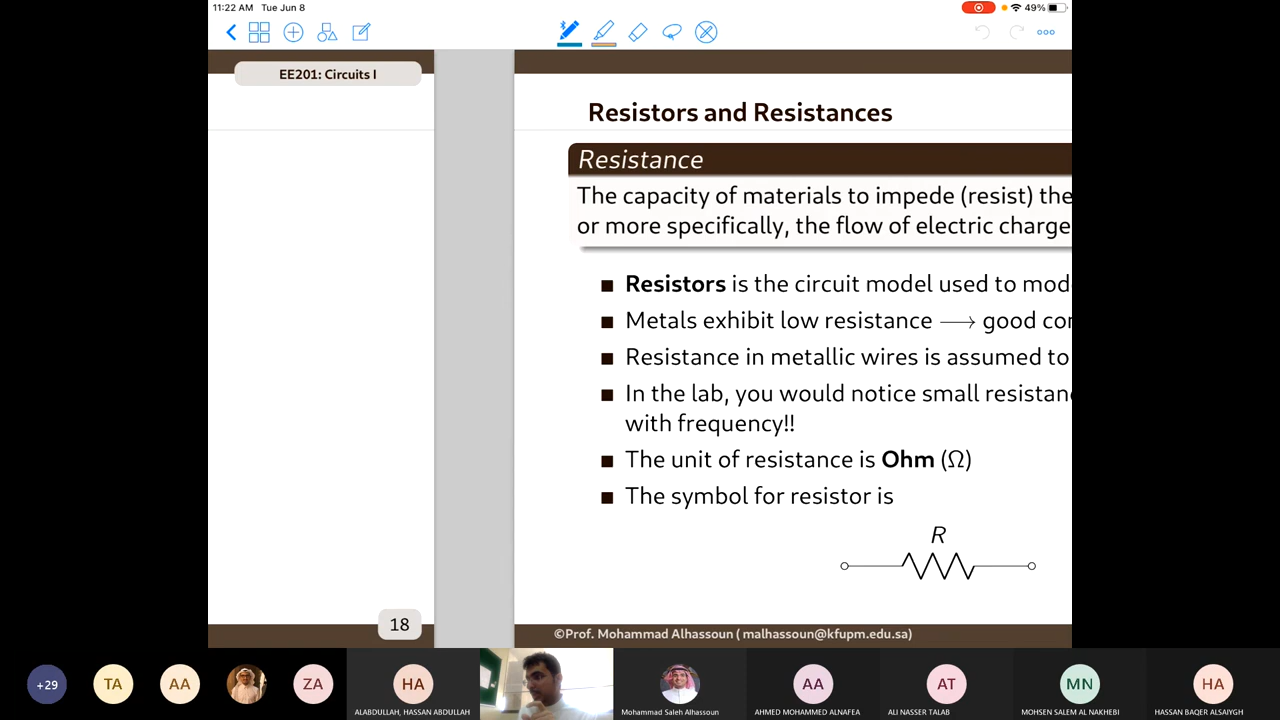 11:22 AM Tue Jun 8
49%
EE201: Circuits I
Resistors and Resistances
Resistance
The capacity of materials to impede (resist) the
or more specifically, the flow of electric charge
■ Resistors is the circuit model used to mod
■ Metals exhibit low resistance ⟶ good con
■ Resistance in metallic wires is assumed to
■ In the lab, you would notice small resistanc
with frequency!!
■ The unit of resistance is Ohm (Ω)
■ The symbol for resistor is
R
18
©Prof. Mohammad Alhassoun ( malhassoun@kfupm.edu.sa)
+29
TA
AA
ZA
HA
AA
AT
MN
HA
ALABDULLAH, HASSAN ABDULLAH
Mohammad Saleh Alhassoun
AHMED MOHAMMED ALNAFEA
ALI NASSER TALAB
MOHSEN SALEM AL NAKHEBI
HASSAN BAQER ALSAIYGH